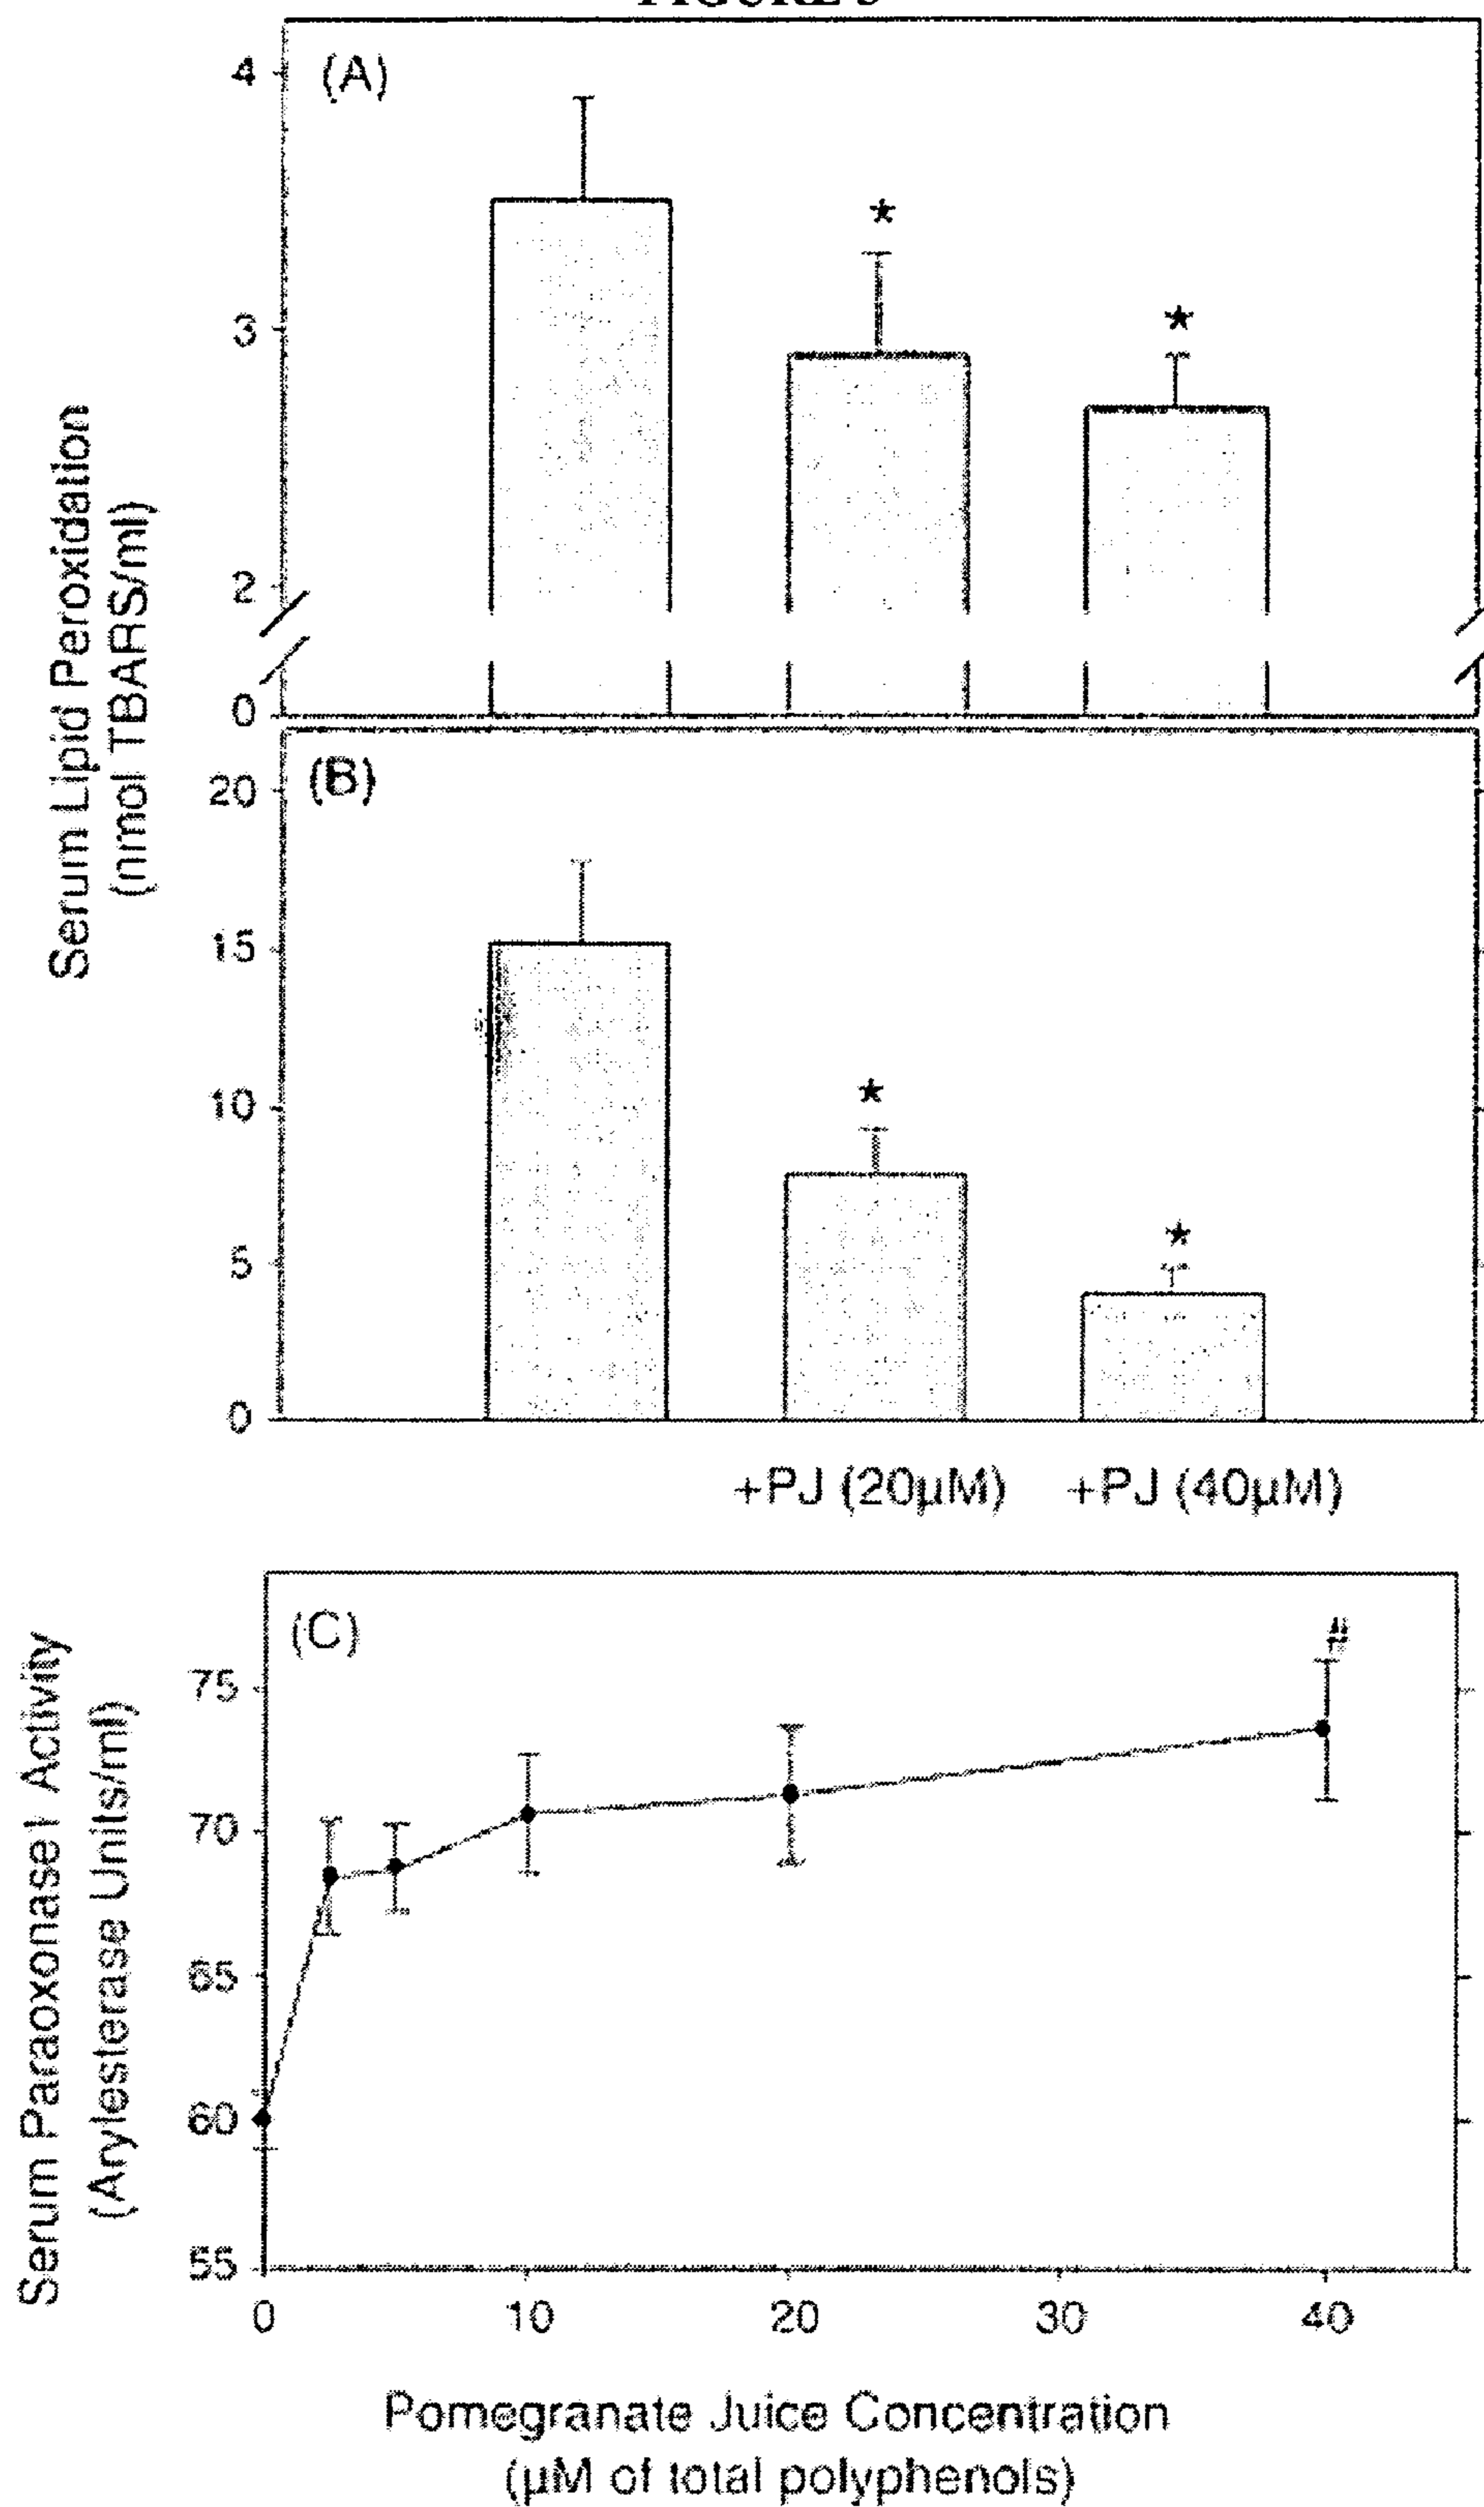 (A)
4
3
2
0
*
*
Serum Lipid Peroxidation
(nmol TBARS/ml)
(B)
20
15
10
5
0
*
*
+PJ (20µM) +PJ (40µM)
(C)
#
75
70
65
60
55
Serum Paraoxonase1 Activity
(Arylesterase Units/ml)
0 10 20 30 40
Pomegranate Juice Concentration
(µM of total polyphenols)